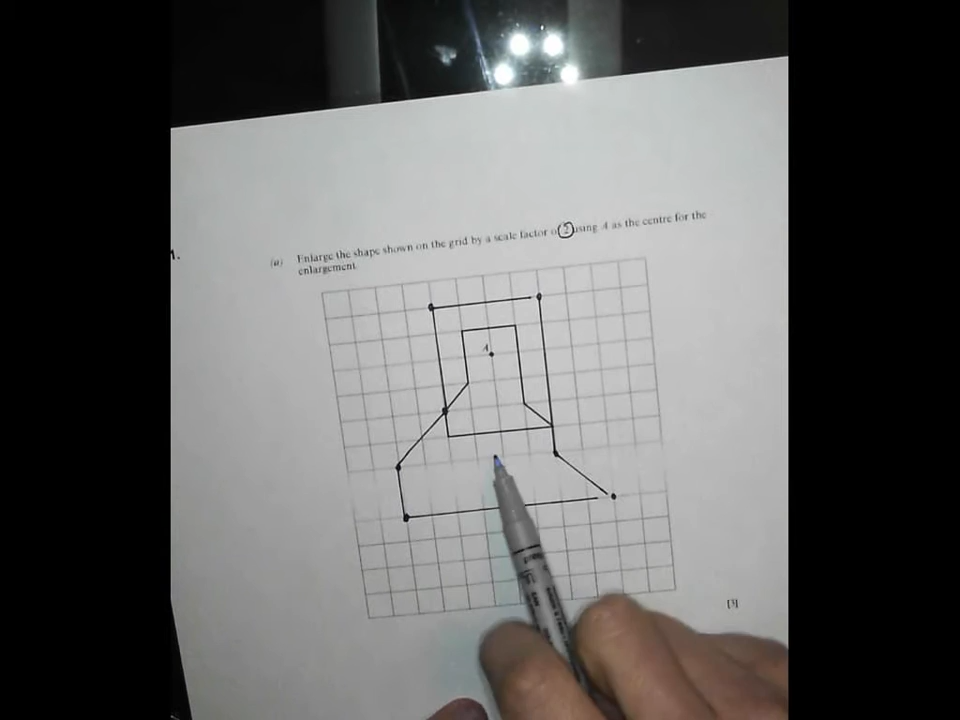 1.
(a) Enlarge the shape shown on the grid by a scale factor of 2 using A as the centre for the
enlargement.
A
[3]